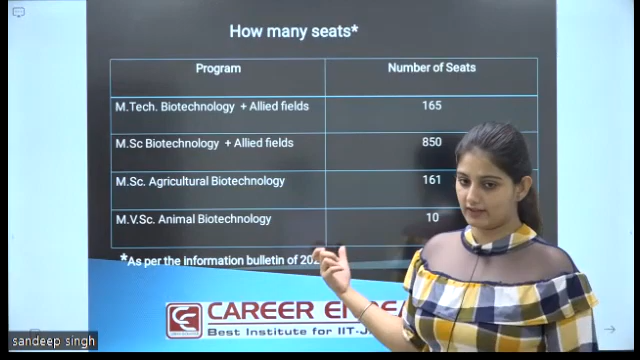 How many seats*
Program Number of Seats
M.Tech. Biotechnology + Allied fields 165
M.Sc Biotechnology + Allied fields 850
M.Sc. Agricultural Biotechnology 161
M.V.Sc. Animal Biotechnology 10
*As per the information bulletin of
CAREER
Best Institute for
sandeep singh